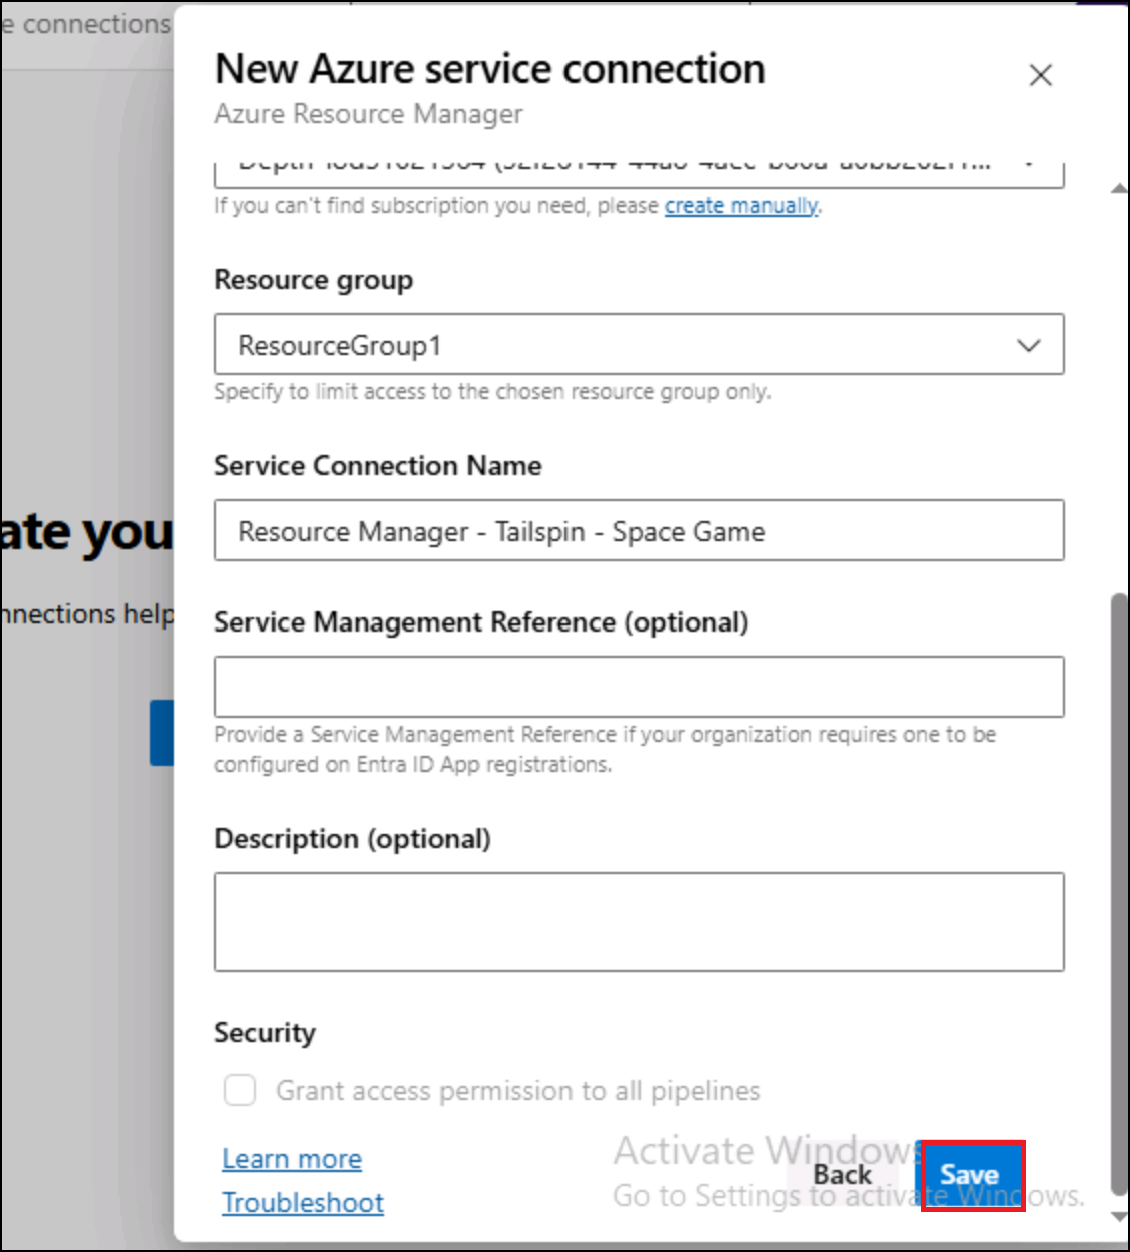 e connections
New Azure service connection
Azure Resource Manager
If you can't find subscription you need, please create manually.
Resource group
ResourceGroup1
Specify to limit access to the chosen resource group only.
Service Connection Name
ate you
Resource Manager - Tailspin - Space Game
nnections help
Service Management Reference (optional)
Provide a Service Management Reference if your organization requires one to be
configured on Entra ID App registrations.
Description (optional)
Security
Grant access permission to all pipelines
Learn more
Troubleshoot
Activate Windows
Go to Settings to activate Windows.
Back
Save